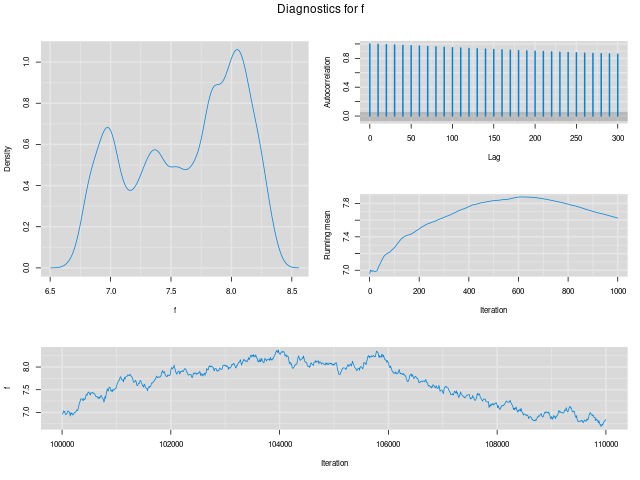 Diagnostics for f
Density
0.0 0.2 0.4 0.6 0.8 1.0
6.5 7.0 7.5 8.0 8.5
f
Autocorrelation
0.0 0.4 0.8
0 50 100 150 200 250 300
Lag
Running mean
7.0 7.4 7.8
0 200 400 600 800 1000
Iteration
f
7.0 7.5 8.0
100000 102000 104000 106000 108000 110000
Iteration